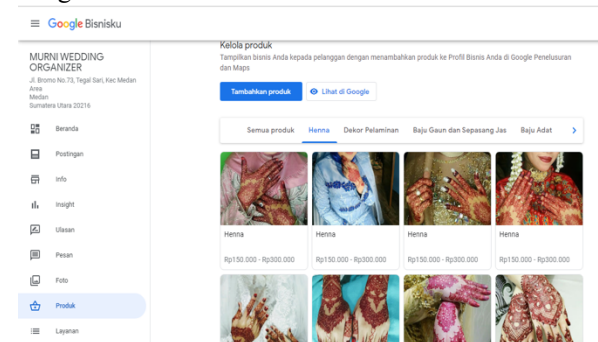 Google Bisnisku
MURNI WEDDING
ORGANIZER
Jl. Bromo No.73, Tegal Sari, Kec Medan
Area
Medan
Sumatera Utara 20216
Beranda
Postingan
Info
Insight
Ulasan
Pesan
Foto
Produk
Layanan
Kelola produk
Tampilkan bisnis Anda kepada pelanggan dengan menambahkan produk ke Profil Bisnis Anda di Google Penelusuran
dan Maps
Tambahkan produk
Lihat di Google
Semua produk Henna Dekor Pelaminan Baju Gaun dan Sepasang Jas Baju Adat
Henna Henna Henna Henna
Rp150.000 - Rp300.000 Rp150.000 - Rp300.000 Rp150.000 - Rp300.000 Rp150.000 - Rp300.000